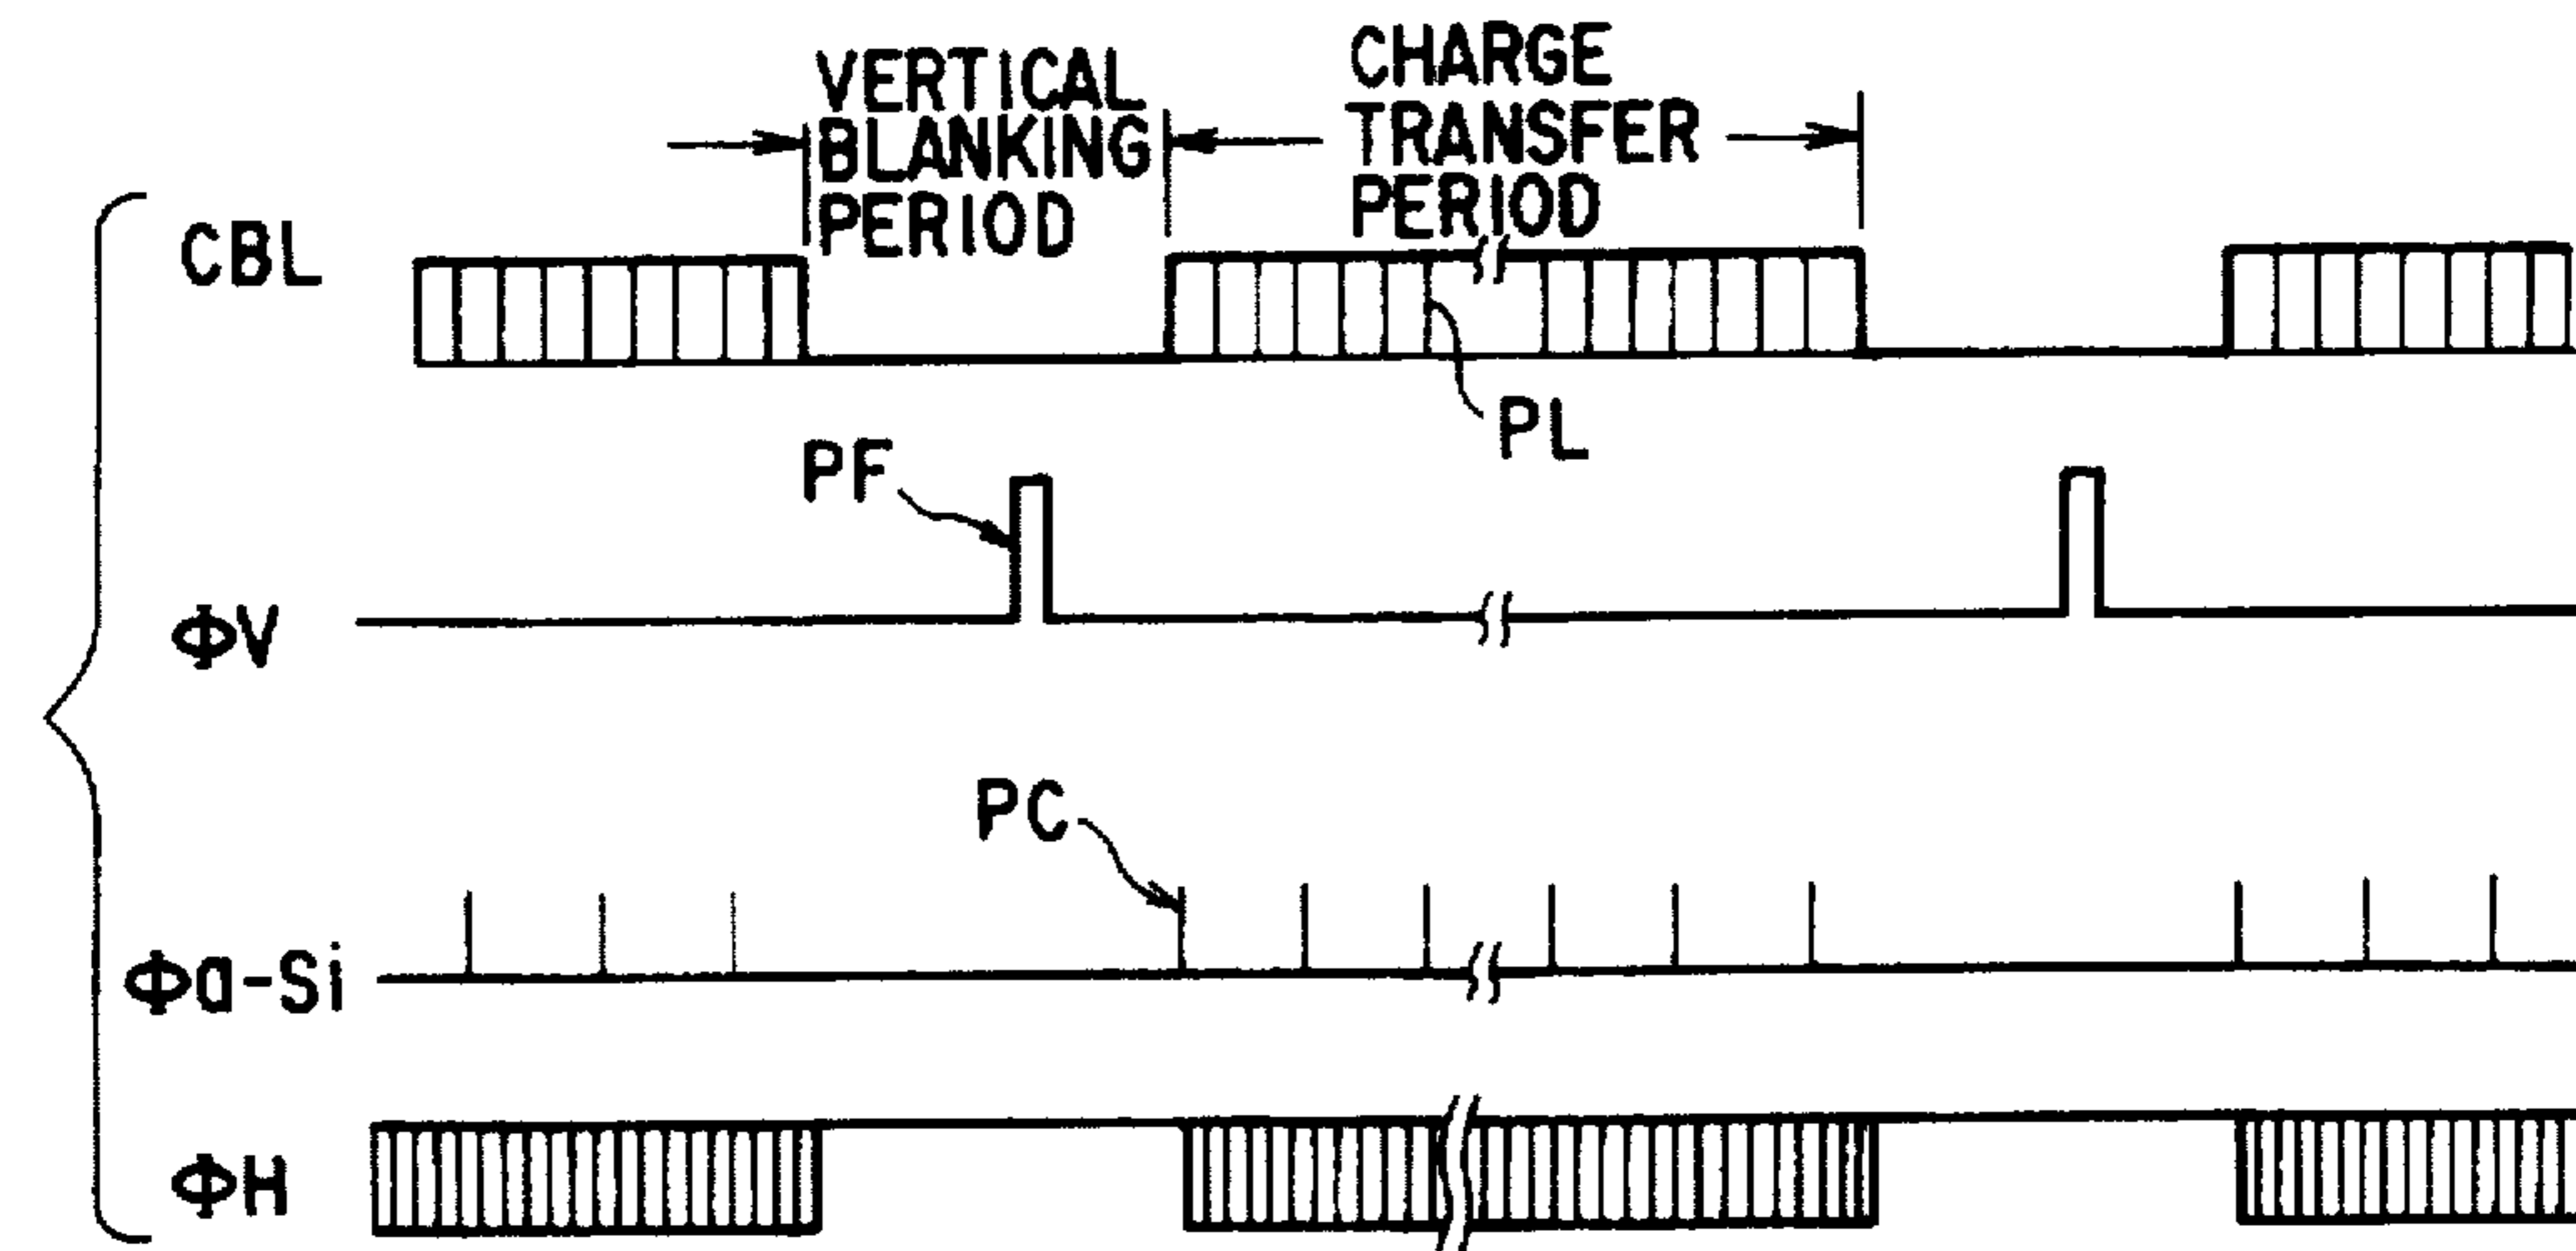 VERTICAL
BLANKING
PERIOD
CHARGE
TRANSFER
PERIOD
CBL
PL
PF
ΦV
PC
Φa-Si
ΦH